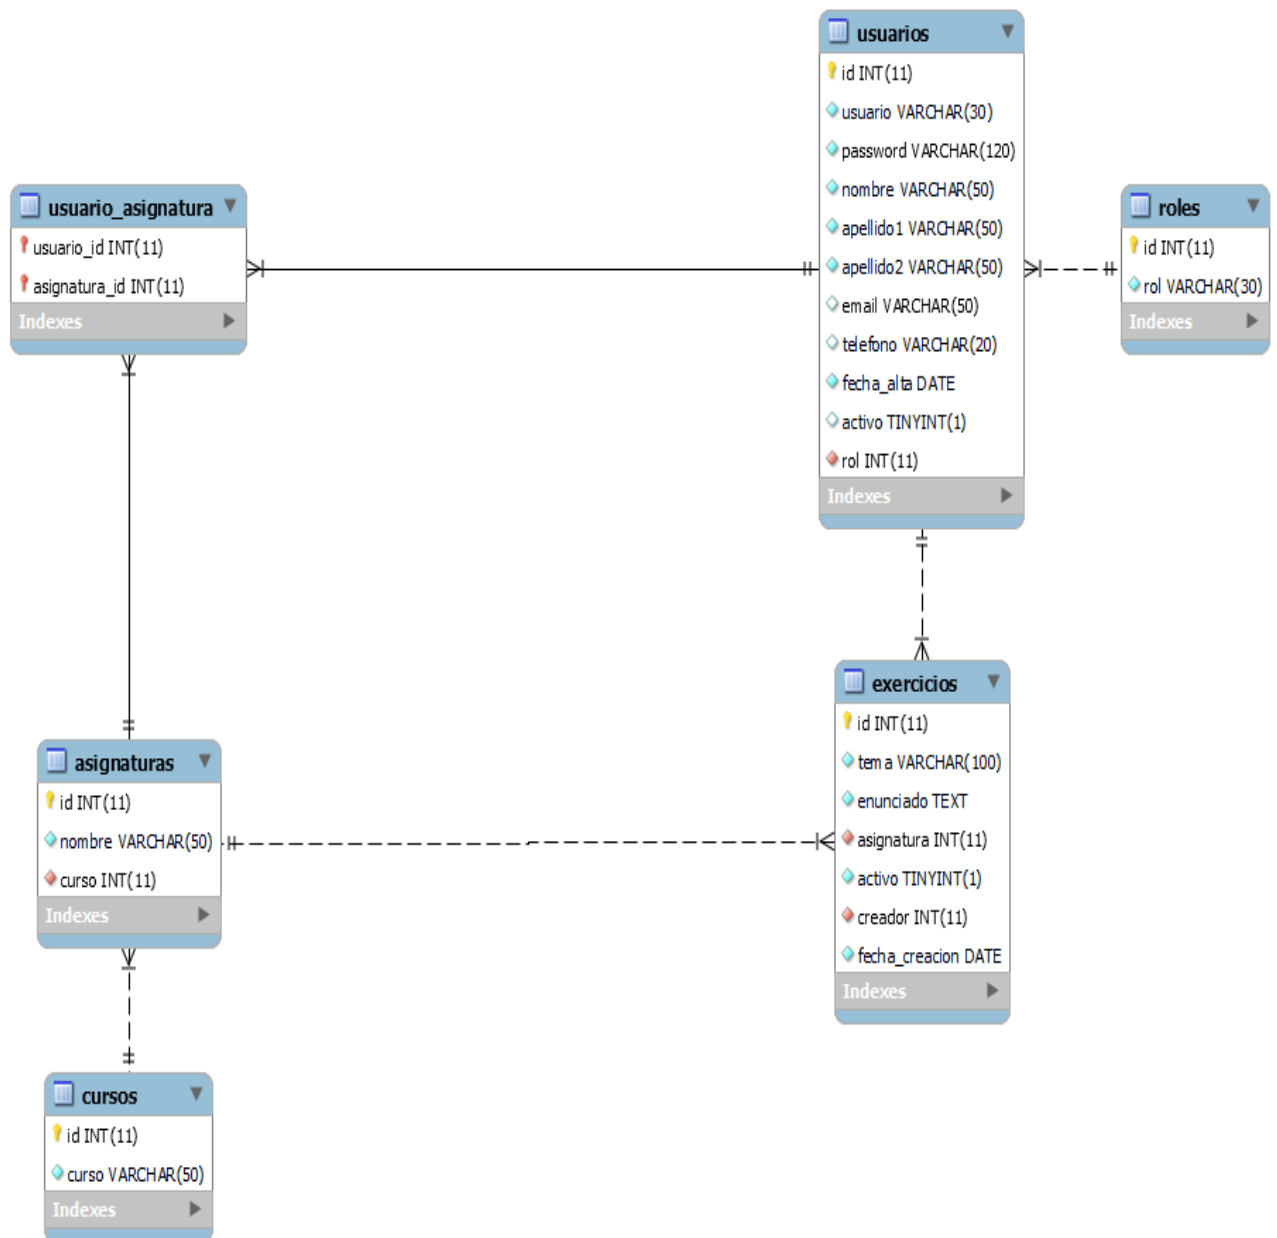 usuarios
id INT(11)
usuario VARCHAR(30)
password VARCHAR(120)
nombre VARCHAR(50)
apellido1 VARCHAR(50)
apellido2 VARCHAR(50)
email VARCHAR(50)
telefono VARCHAR(20)
fecha_alta DATE
activo TINYINT(1)
rol INT(11)
Indexes
usuario_asignatura
usuario_id INT(11)
asignatura_id INT(11)
Indexes
roles
id INT(11)
rol VARCHAR(30)
Indexes
exercicios
id INT(11)
tema VARCHAR(100)
enunciado TEXT
asignatura INT(11)
activo TINYINT(1)
creador INT(11)
fecha_creacion DATE
Indexes
asignaturas
id INT(11)
nombre VARCHAR(50)
curso INT(11)
Indexes
cursos
id INT(11)
curso VARCHAR(50)
Indexes